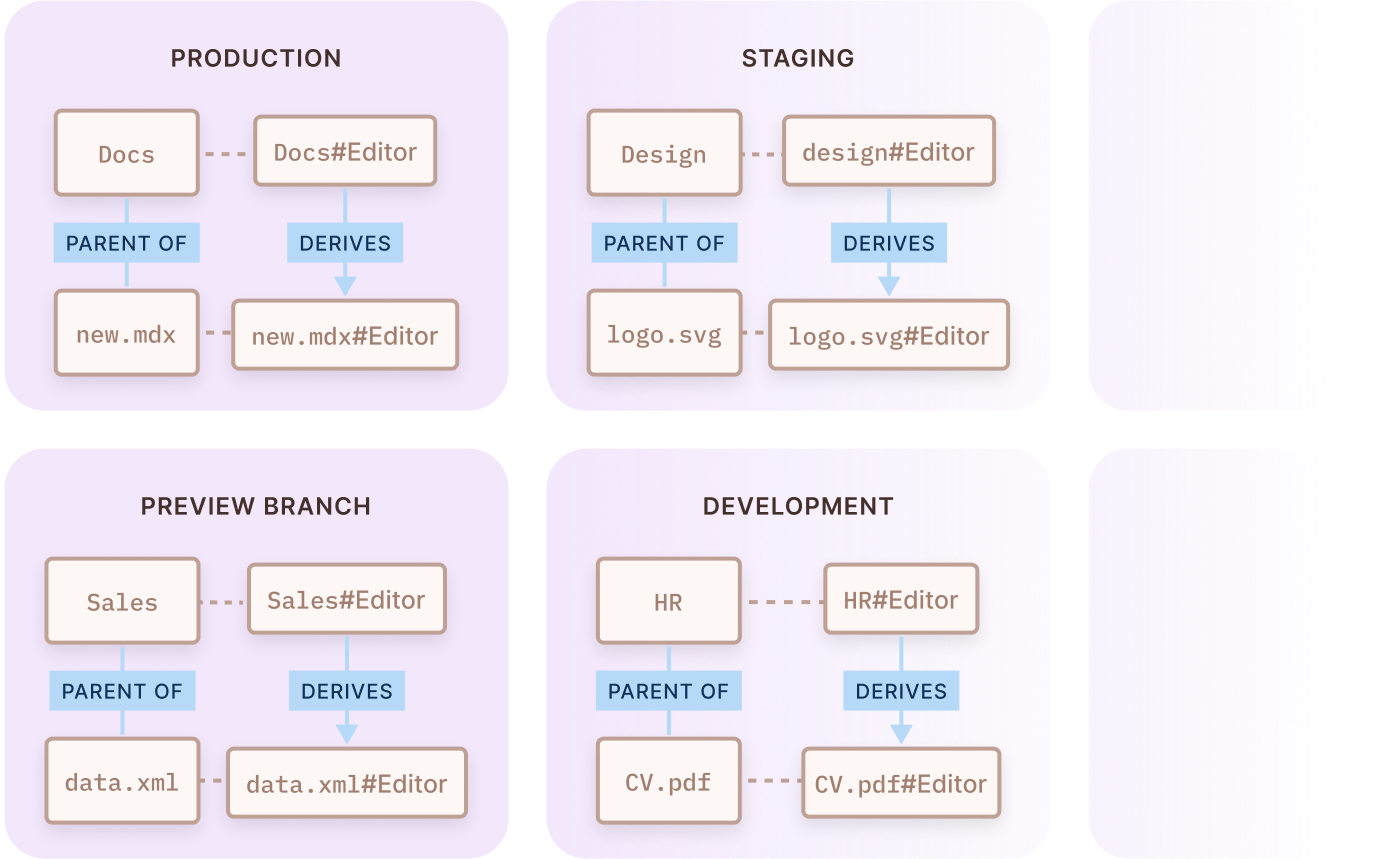 PRODUCTION
Docs
Docs#Editor
PARENT OF
DERIVES
new.mdx
new.mdx#Editor
STAGING
Design
design#Editor
PARENT OF
DERIVES
logo.svg
logo.svg#Editor
PREVIEW BRANCH
Sales
Sales#Editor
PARENT OF
DERIVES
data.xml
data.xml#Editor
DEVELOPMENT
HR
HR#Editor
PARENT OF
DERIVES
CV.pdf
CV.pdf#Editor